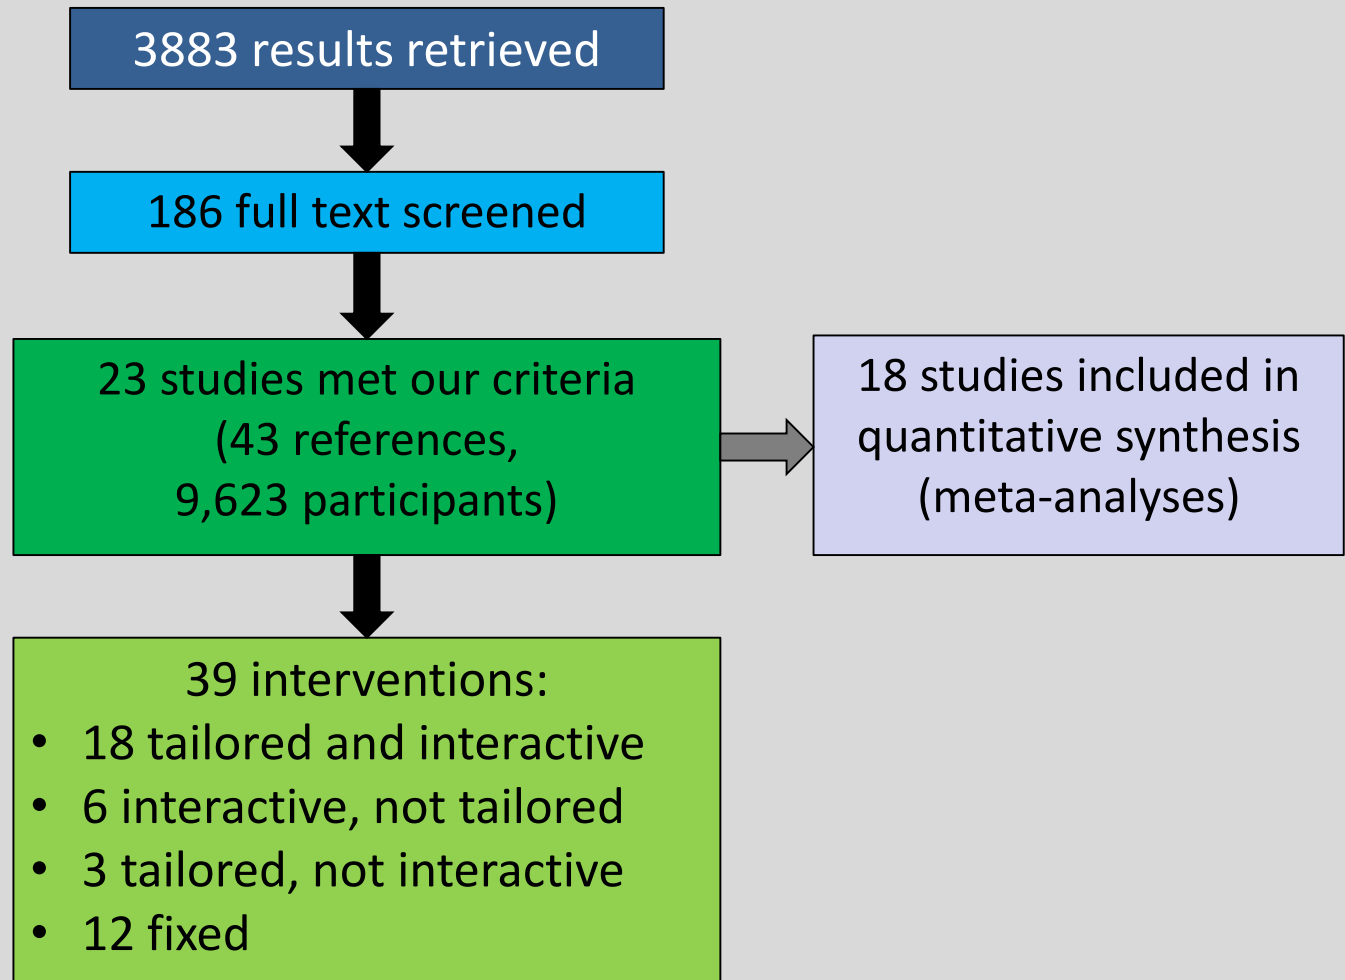 3883 results retrieved
186 full text screened
23 studies met our criteria
(43 references,
9,623 participants)
18 studies included in
quantitative synthesis
(meta-analyses)
39 interventions:
• 18 tailored and interactive
• 6 interactive, not tailored
• 3 tailored, not interactive
• 12 fixed